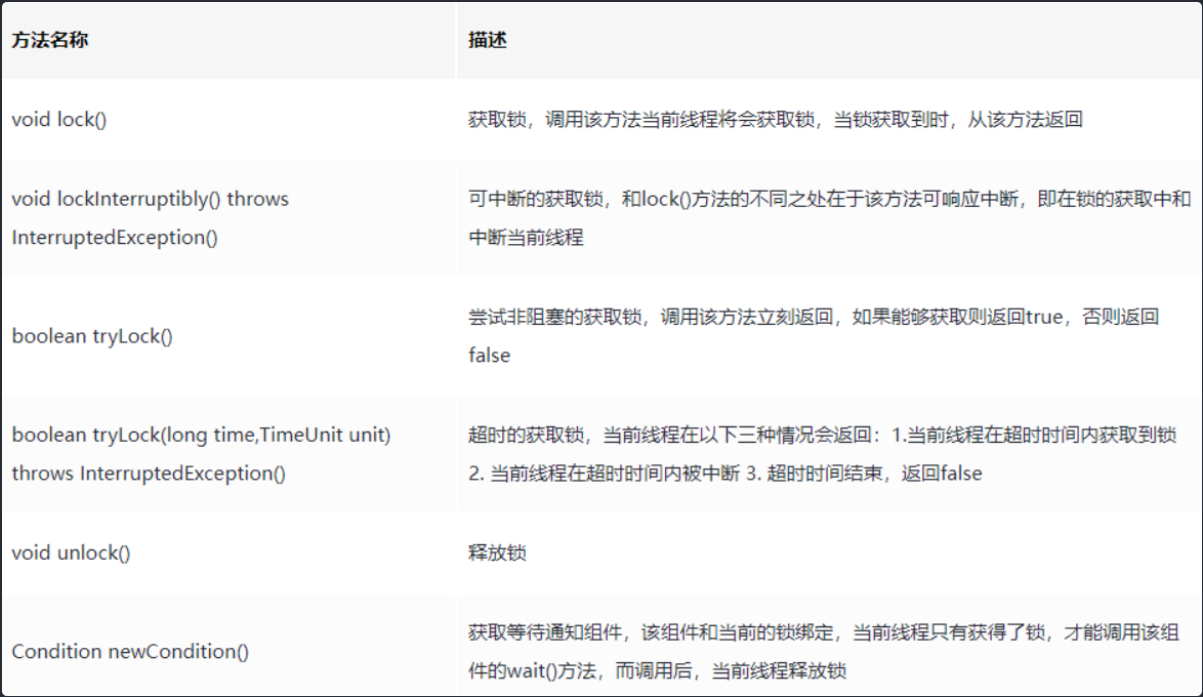 方法名称 描述
void lock() 获取锁，调用该方法当前线程将会获取锁，当锁获取到时，从该方法返回
void lockInterruptibly() throws
InterruptedException()
可中断的获取锁，和lock()方法的不同之处在于该方法可响应中断，即在锁的获取中和
中断当前线程
boolean tryLock()
尝试非阻塞的获取锁，调用该方法立刻返回，如果能够获取则返回true，否则返回
false
boolean tryLock(long time,TimeUnit unit)
throws InterruptedException()
超时的获取锁，当前线程在以下三种情况会返回：1.当前线程在超时时间内获取到锁
2. 当前线程在超时时间内被中断 3. 超时时间结束，返回false
void unlock() 释放锁
Condition newCondition()
获取等待通知组件，该组件和当前的锁绑定，当前线程只有获得了锁，才能调用该组
件的wait()方法，而调用后，当前线程释放锁